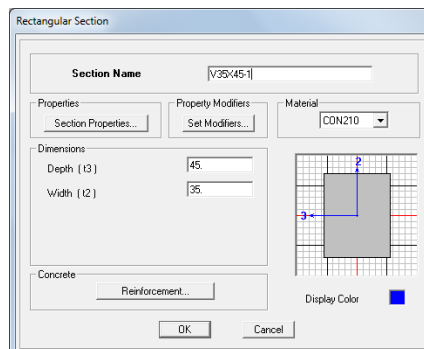 Rectangular Section
Section Name V35X45-1
Properties Property Modifiers Material
Section Properties... Set Modifiers... CON210
Dimensions
Depth ( t3 ) 45.
Width ( t2 ) 35.
2
3
Concrete
Reinforcement...
Display Color
OK Cancel